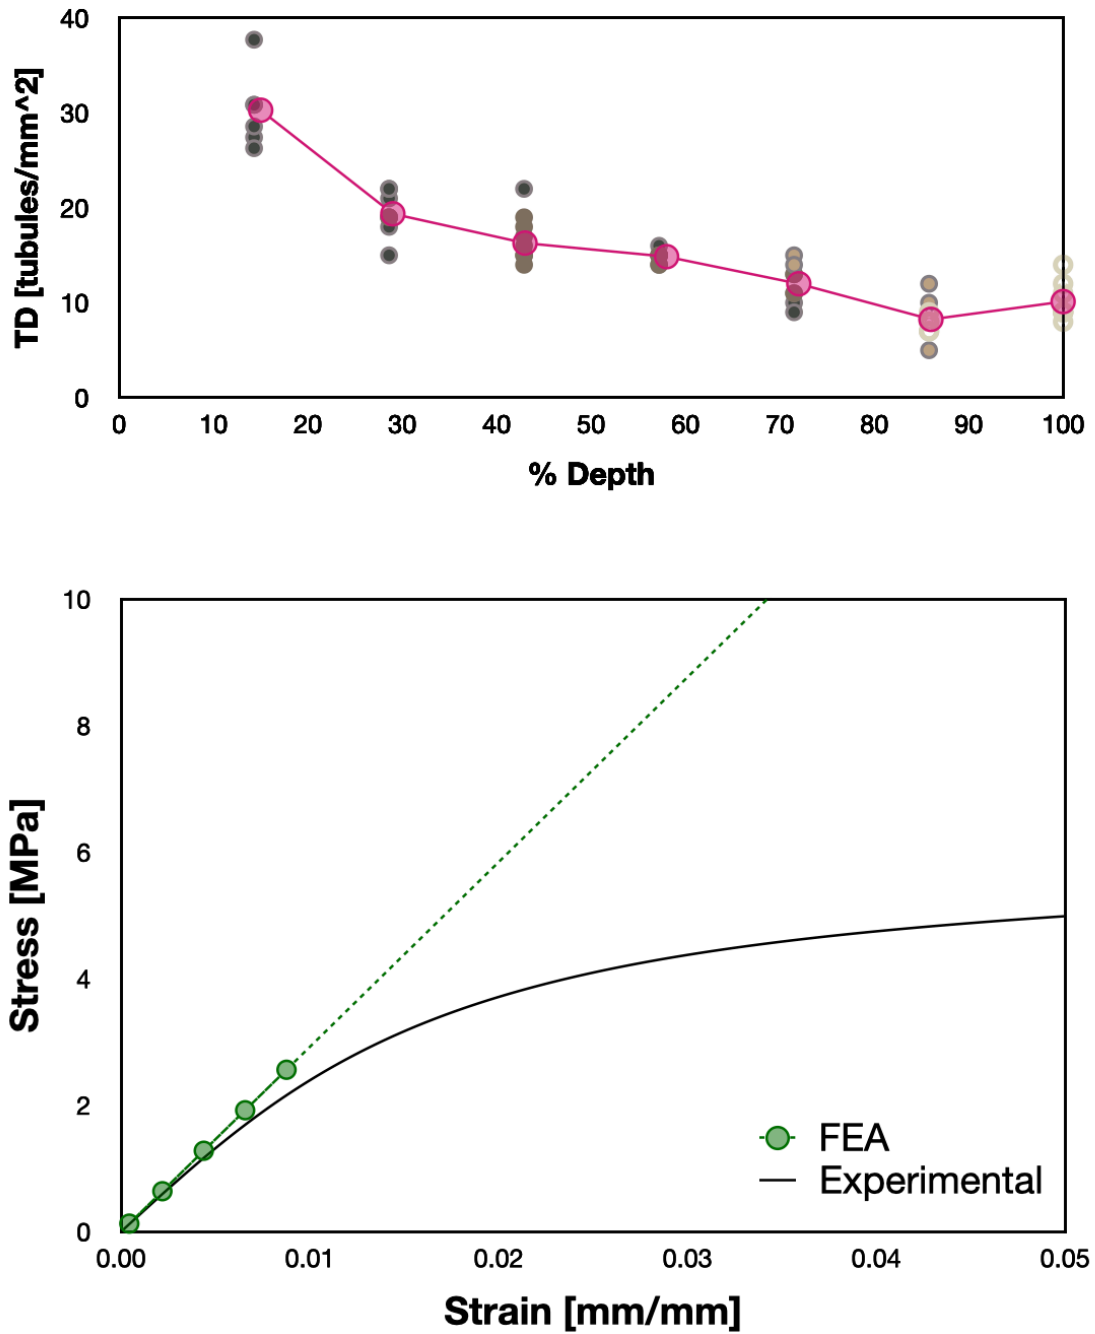 40
30
20
10
0
TD [tubules/mm^2]
0 10 20 30 40 50 60 70 80 90 100
% Depth
10
8
6
4
2
0
Stress [MPa]
FEA
Experimental
0.00 0.01 0.02 0.03 0.04 0.05
Strain [mm/mm]